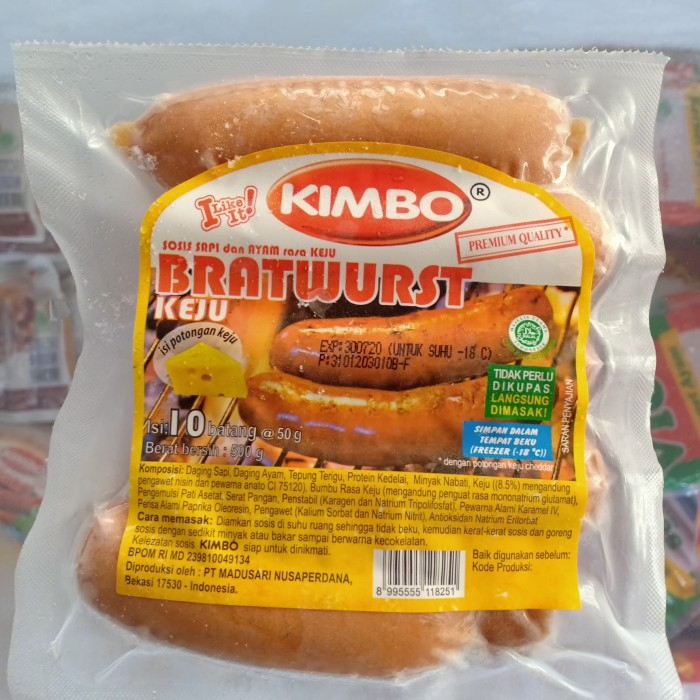 I Like It!
KIMBO ®
PREMIUM QUALITY*
SOSIS SAPI dan AYAM rasa KEJU
BRATWURST
KEJU
isi potongan keju
EXP:300720 (UNTUK SUHU -18 C)
P:31012030108-F
TIDAK PERLU
DIKUPAS
LANGSUNG
DIMASAK!
SIMPAN DALAM
TEMPAT BEKU
(FREEZER (-18 °C))
SARAN PENYAJIAN
Isi: 10 batang @ 50 g
Berat bersih : 500 g
* dengan potongan keju cheddar
Komposisi: Daging Sapi, Daging Ayam, Tepung Terigu, Protein Kedelai, Minyak Nabati, Keju ((8.5%) mengandung
pengawet nisin dan pewarna anato CI 75120), Bumbu Rasa Keju (mengandung penguat rasa mononatrium glutamat),
Pengemulsi Pati Asetat, Serat Pangan, Penstabil (Karagen dan Natrium Tripolifosfat), Pewarna Alami Karamel IV,
Perisa Alami Paprika Oleoresin, Pengawet (Kalium Sorbat dan Natrium Nitrit), Antioksidan Natrium Eritorbat
Cara memasak: Diamkan sosis di suhu ruang sehingga tidak beku, kemudian kerat-kerat sosis dan goreng
sosis dengan sedikit minyak atau bakar sampai berwarna kecokelatan.
Kelezatan sosis KIMBO siap untuk dinikmati.
BPOM RI MD 239810049134
Diproduksi oleh : PT MADUSARI NUSAPERDANA,
Bekasi 17530 - Indonesia.
8 995555 118251
Baik digunakan sebelum:
Kode Produksi: